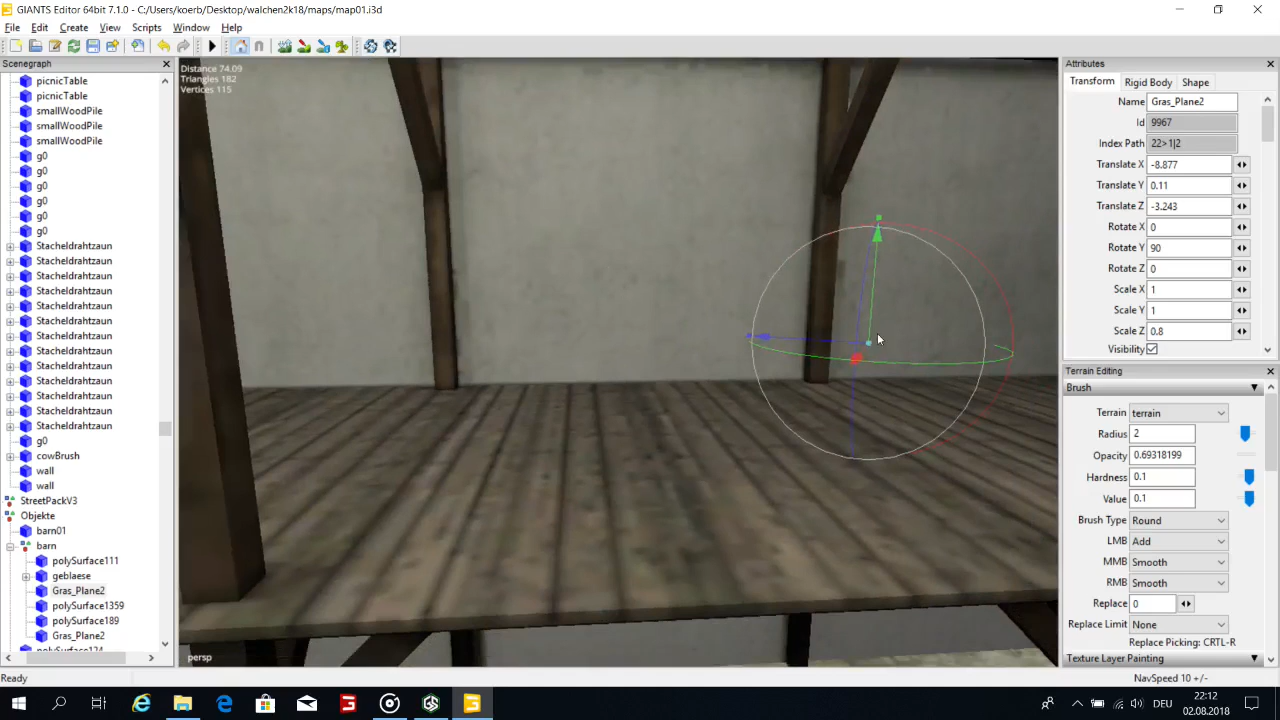 GIANTS Editor 64bit 7.1.0 - C:/Users/koerb/Desktop/walchen2k18/maps/map01.i3d
File Edit Create View Scripts Window Help
Scenegraph
picnicTable
picnicTable
smallWoodPile
smallWoodPile
smallWoodPile
g0
g0
g0
g0
g0
g0
Stacheldrahtzaun
Stacheldrahtzaun
Stacheldrahtzaun
Stacheldrahtzaun
Stacheldrahtzaun
Stacheldrahtzaun
Stacheldrahtzaun
Stacheldrahtzaun
Stacheldrahtzaun
Stacheldrahtzaun
Stacheldrahtzaun
Stacheldrahtzaun
Stacheldrahtzaun
g0
cowBrush
wall
wall
StreetPackV3
Objekte
barn01
barn
polySurface111
geblaese
Gras_Plane2
polySurface1359
polySurface189
Gras_Plane2
polySurface124
Distance 74.09
Triangles 182
Vertices 115
persp
Attributes
Transform Rigid Body Shape
Name Gras_Plane2
Id 9967
Index Path 22>1|2
Translate X -8.877
Translate Y 0.11
Translate Z -3.243
Rotate X 0
Rotate Y 90
Rotate Z 0
Scale X 1
Scale Y 1
Scale Z 0.8
Visibility
Terrain Editing
Brush
Terrain terrain
Radius 2
Opacity 0.69318199
Hardness 0.1
Value 0.1
Brush Type Round
LMB Add
MMB Smooth
RMB Smooth
Replace 0
Replace Limit None
Replace Picking: CRTL-R
Texture Layer Painting
Ready
NavSpeed 10 +/-
DEU
22:12
02.08.2018